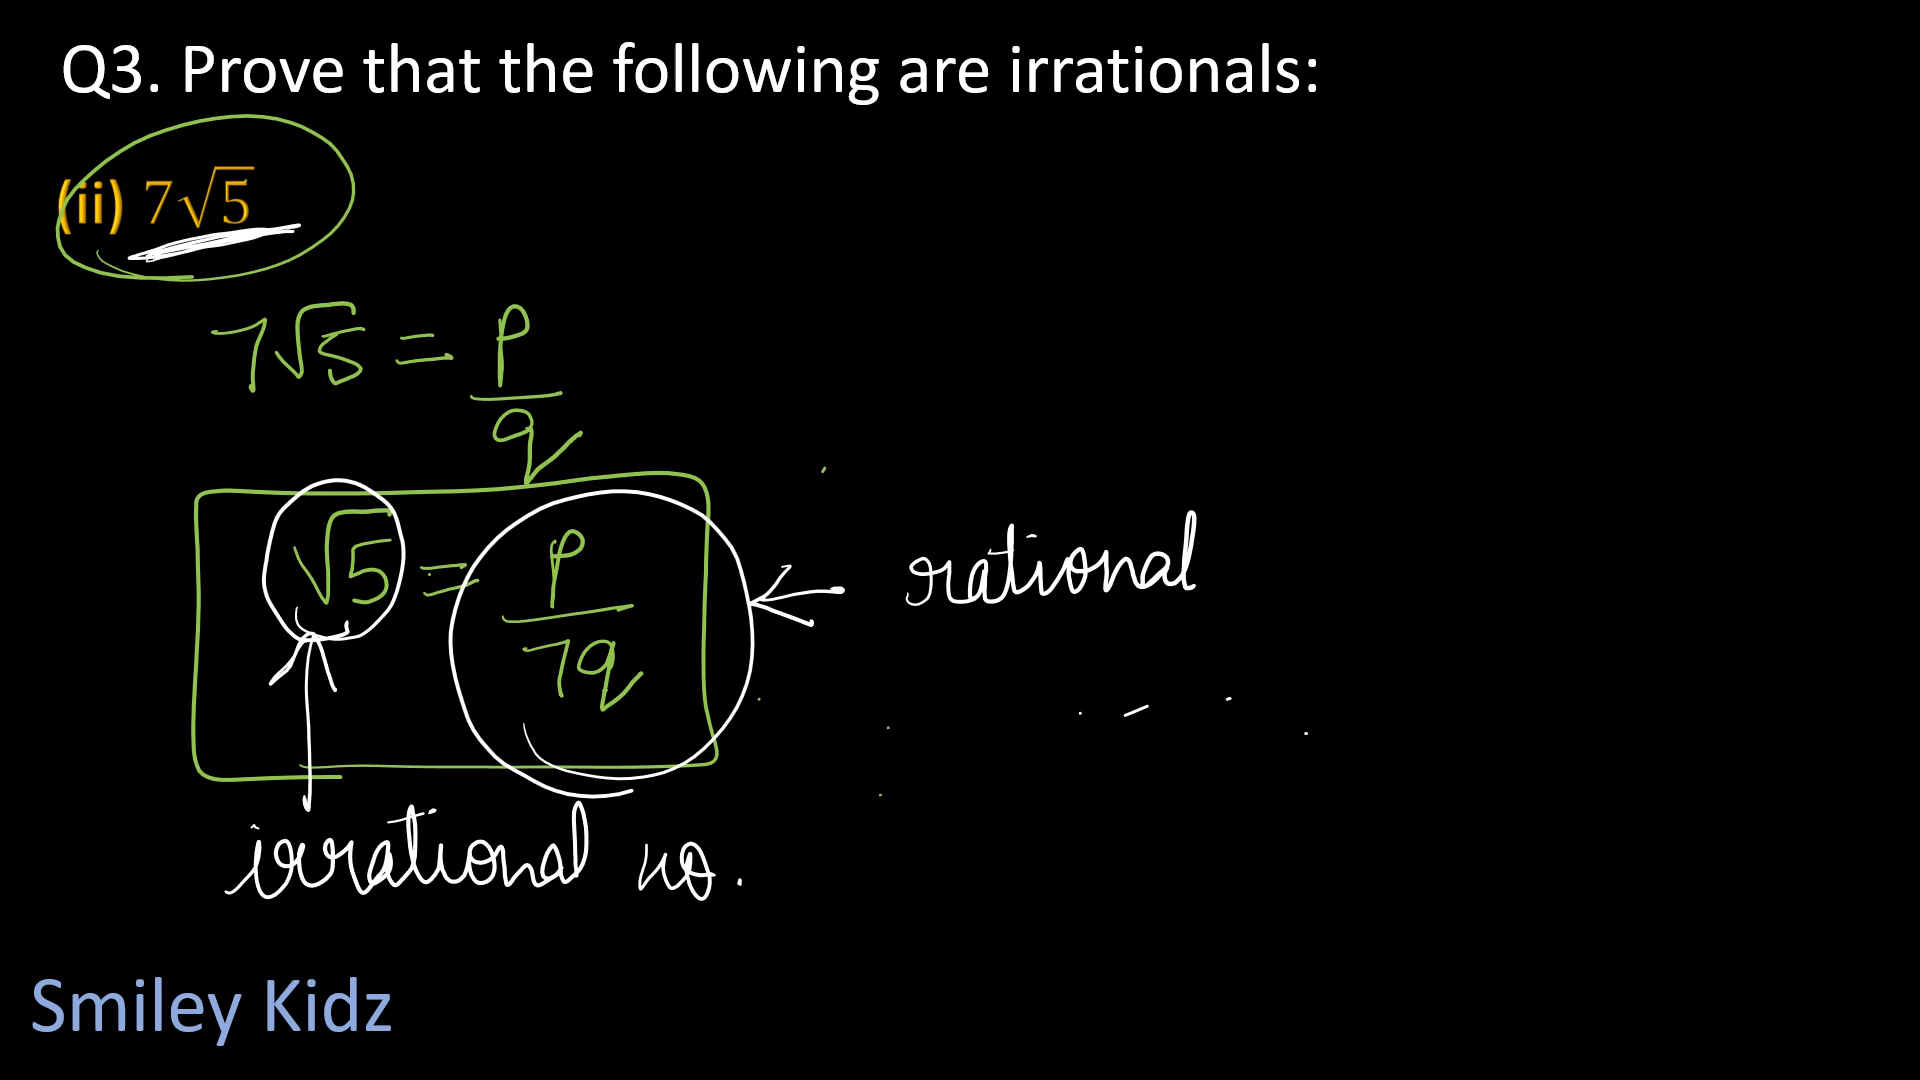 Q3. Prove that the following are irrationals:
(ii) 7√5
7√5 = p/q
√5 = p/7q
rational
irrational no.
Smiley Kidz